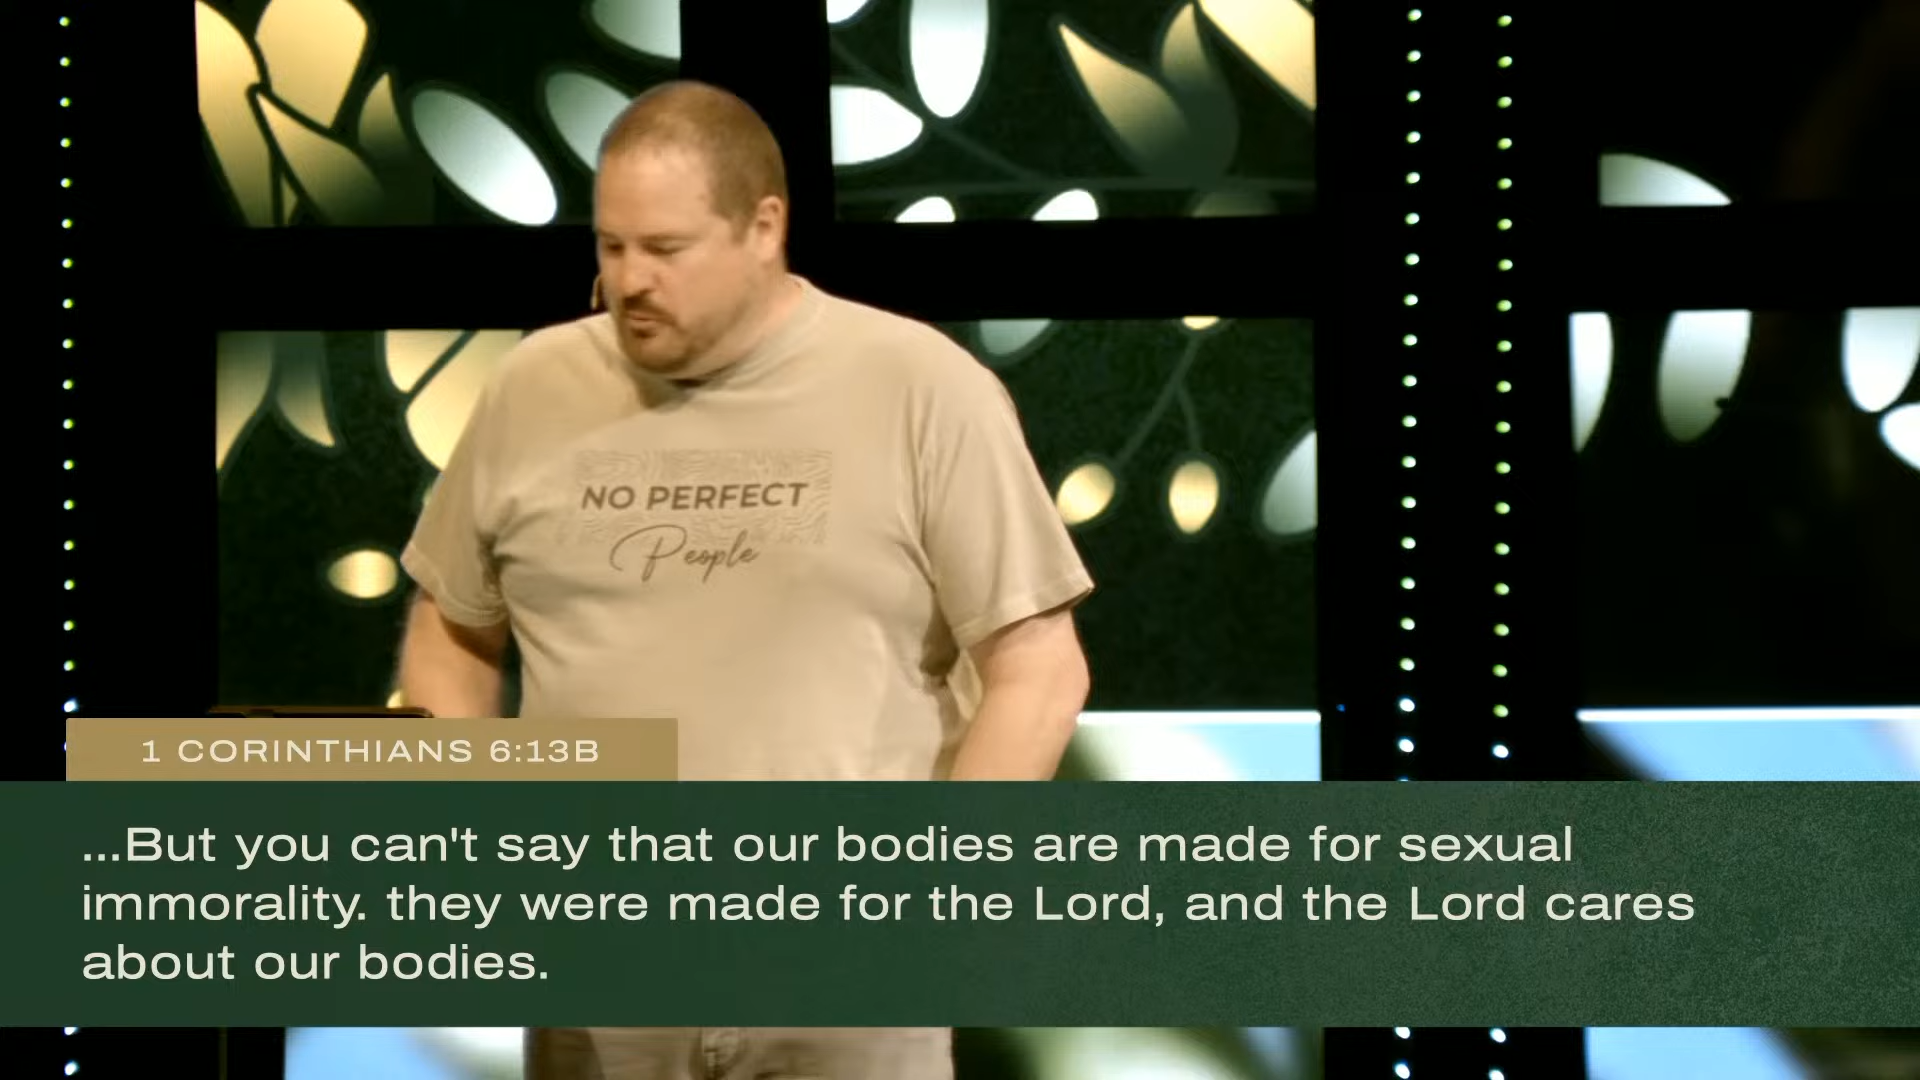 NO PERFECT
People
1 CORINTHIANS 6:13B
...But you can't say that our bodies are made for sexual
immorality. they were made for the Lord, and the Lord cares
about our bodies.